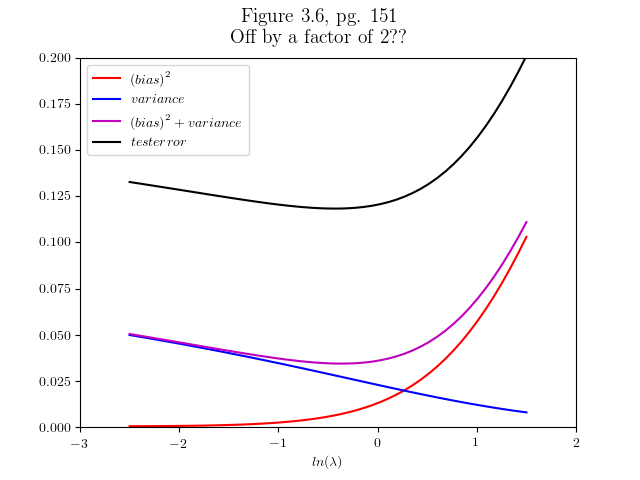 Figure 3.6, pg. 151
Off by a factor of 2??
0.200
0.175
0.150
0.125
0.100
0.075
0.050
0.025
0.000
(bias)²
variance
(bias)² + variance
testerror
−3
−2
−1
0
1
2
ln(λ)